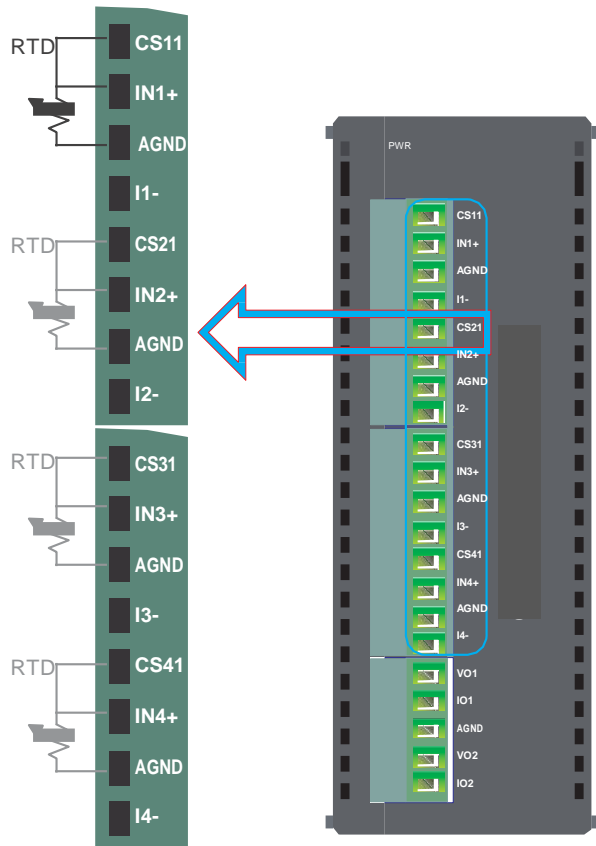 RTD
CS11
IN1+
AGND
I1-
RTD
CS21
IN2+
AGND
I2-
RTD
CS31
IN3+
AGND
I3-
RTD
CS41
IN4+
AGND
I4-
PWR
CS11
IN1+
AGND
I1-
CS21
IN2+
AGND
I2-
CS31
IN3+
AGND
I3-
CS41
IN4+
AGND
I4-
VO1
IO1
AGND
VO2
IO2